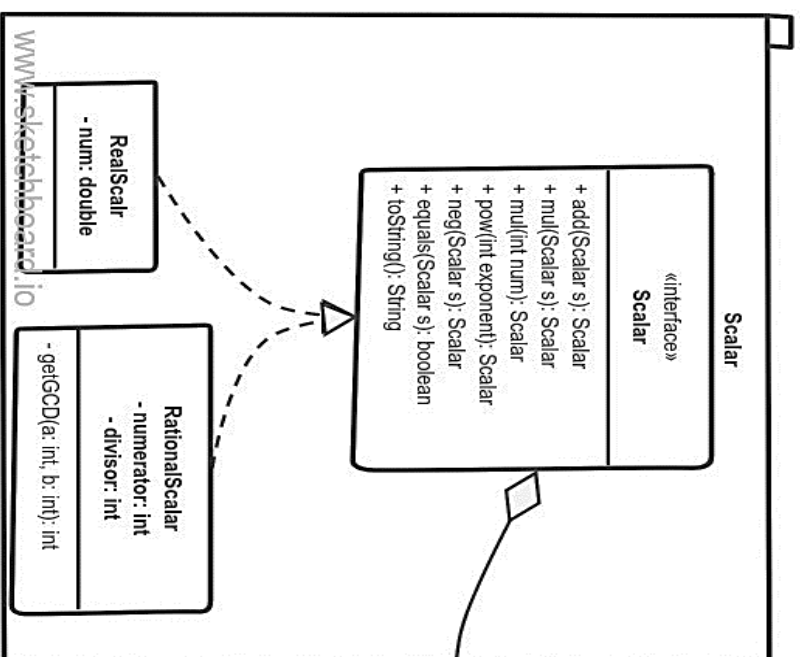 Scalar
«interface»
Scalar
+ add(Scalar s): Scalar
+ mul(Scalar s): Scalar
+ mul(int num): Scalar
+ pow(int exponent): Scalar
+ neg(Scalar s): Scalar
+ equals(Scalar s): boolean
+ toString(): String
RealScalr
- num: double
RationalScalar
- numerator: int
- divisor: int
- getGCD(a: int, b: int): int
www.sketchboard.io